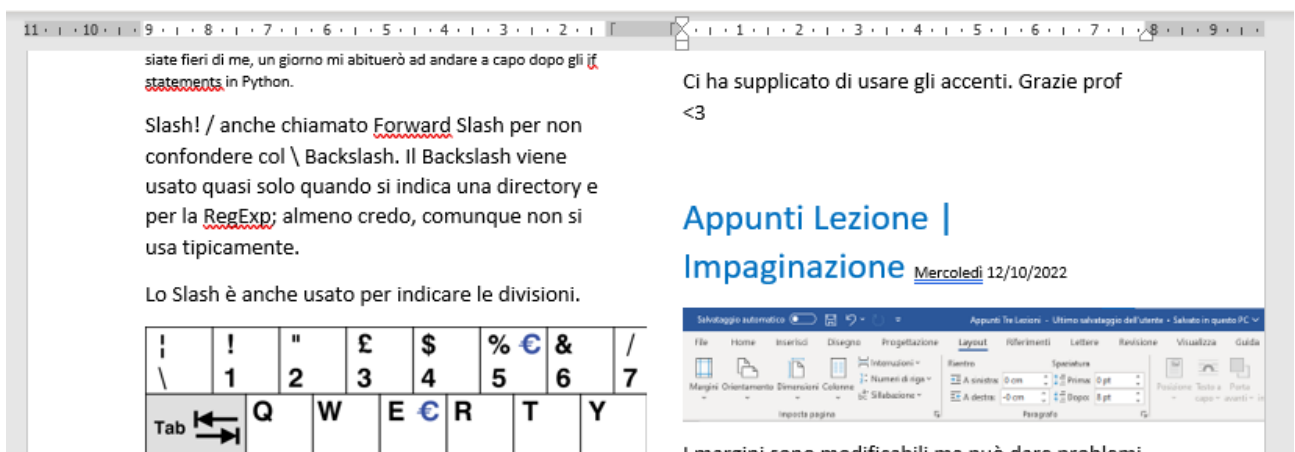 11 · 10 · 9 · 8 · 7 · 6 · 5 · 4 · 3 · 2 · 1 · 2 · 3 · 4 · 5 · 6 · 7 · 8 · 9
siate fieri di me, un giorno mi abituerò ad andare a capo dopo gli if
statements in Python.
Slash! / anche chiamato Forward Slash per non
confondere col \ Backslash. Il Backslash viene
usato quasi solo quando si indica una directory e
per la RegExp; almeno credo, comunque non si
usa tipicamente.
Lo Slash è anche usato per indicare le divisioni.
¦ ! " £ $ % € & /
\ 1 2 3 4 5 6 7
Tab Q W E € R T Y
Ci ha supplicato di usare gli accenti. Grazie prof
<3
Appunti Lezione |
Impaginazione Mercoledì 12/10/2022
Salvataggio automatico Appunti Tre Lezioni - Ultimo salvataggio dell'utente • Salvato in questo PC
File Home Inserisci Disegno Progettazione Layout Riferimenti Lettere Revisione Visualizza Guida
Margini Orientamento Dimensioni Colonne
Interruzioni
Numeri di riga
Sillabazione
Imposta pagina
Rientro Spaziatura
A sinistra: 0 cm Prima: 0 pt
A destra: -0 cm Dopo: 8 pt
Paragrafo
Posizione Testo a Porta
capo avanti
I margini sono modificabili ma può dare problemi